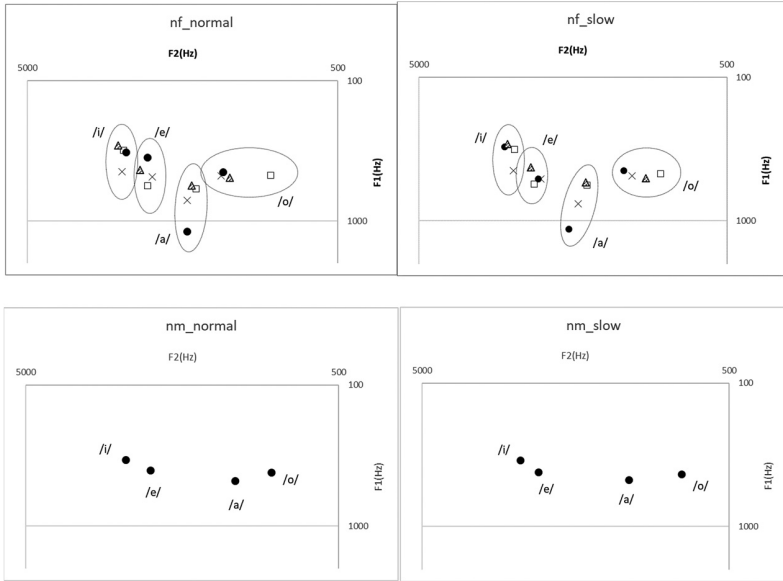 nf_normal
F2(Hz)
5000 500
100
/i/ /e/
F1(Hz)
/o/
1000
/a/
nf_slow
F2(Hz)
5000 500
100
/i/ /e/
F1(Hz)
/o/
1000
/a/
nm_normal
F2(Hz)
5000 500
100
/i/
F1(Hz)
/e/ /o/
/a/
1000
nm_slow
F2(Hz)
5000 500
100
/i/
F1(Hz)
/e/ /o/
/a/
1000